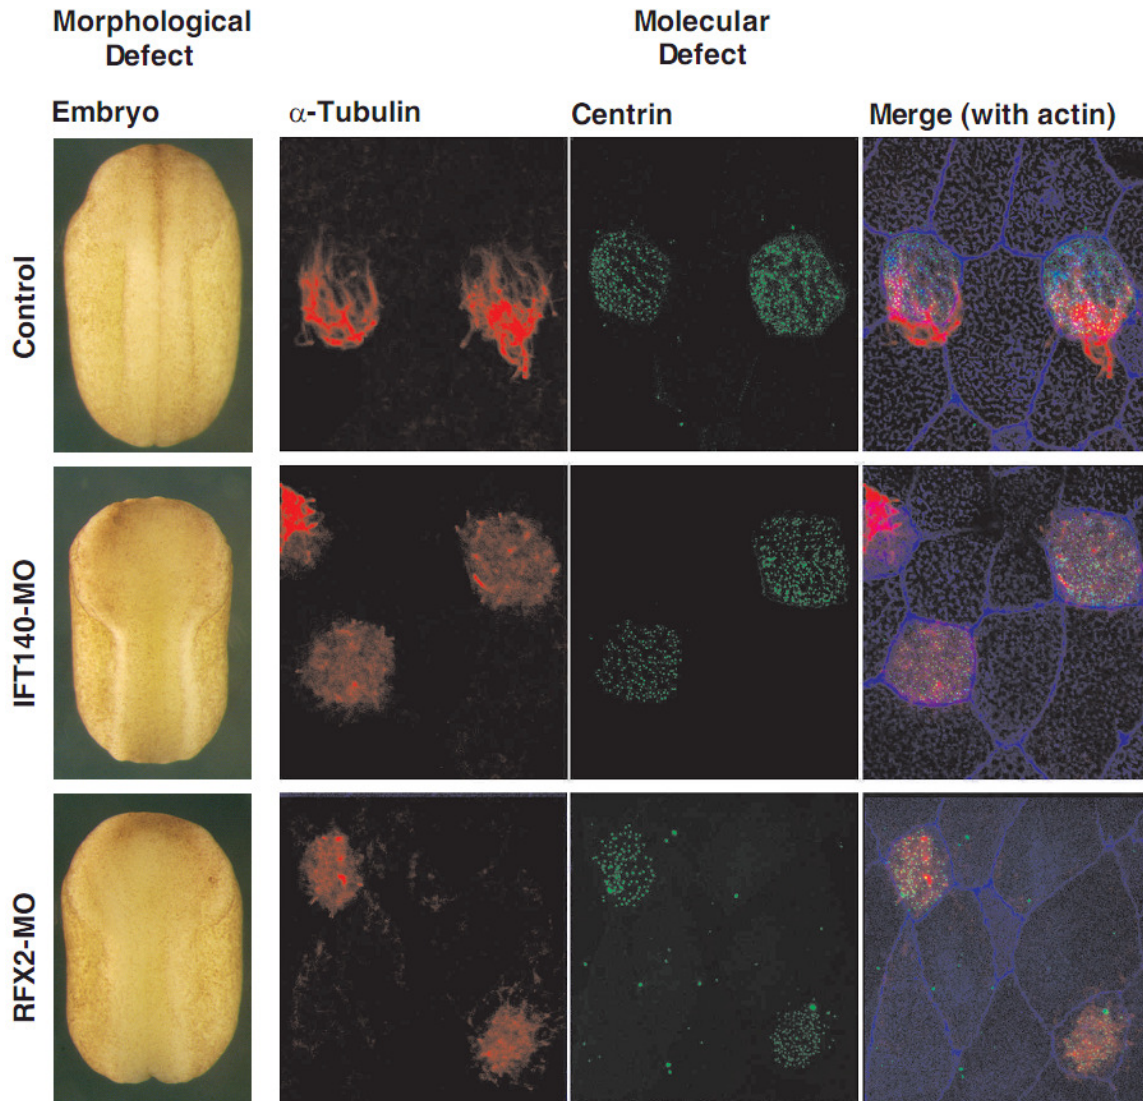 Morphological
Defect
Molecular
Defect
Embryo
α-Tubulin
Centrin
Merge (with actin)
Control
IFT140-MO
RFX2-MO